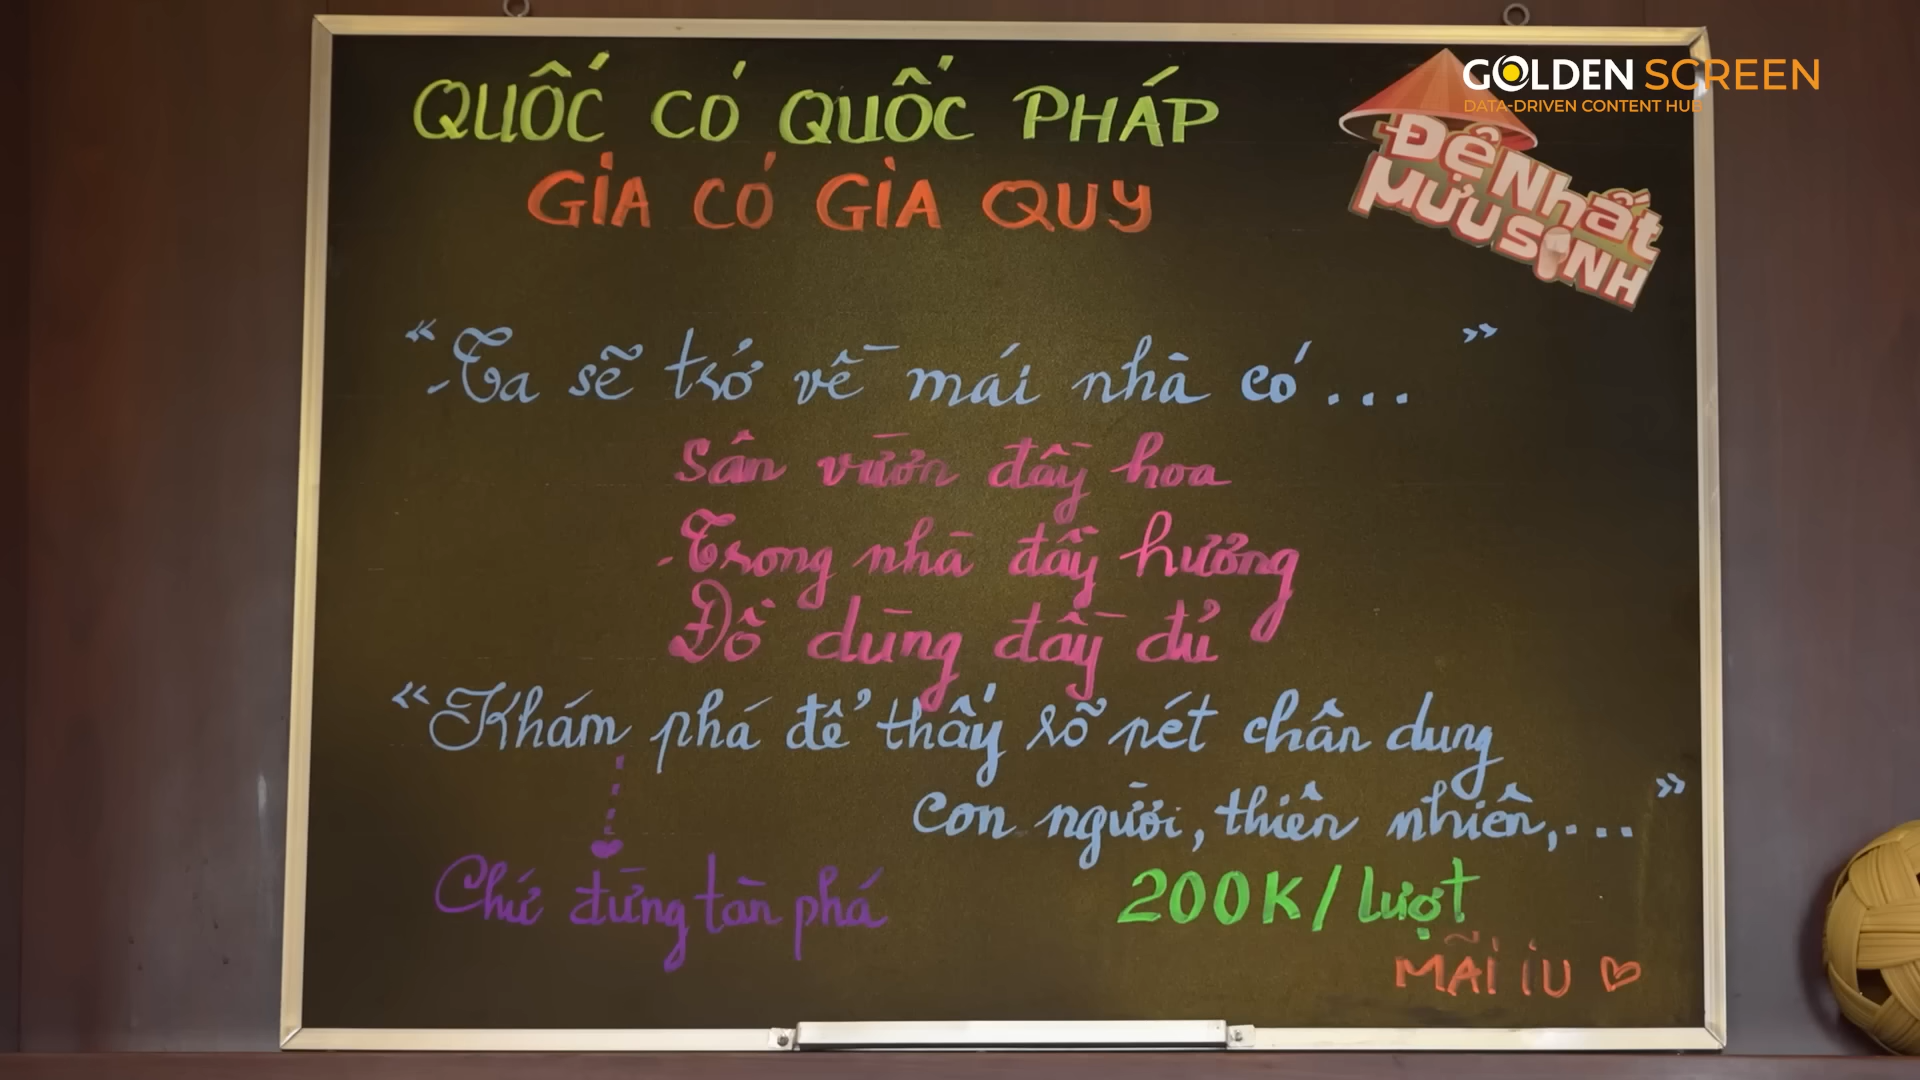 GOLDEN SCREEN
DATA-DRIVEN CONTENT HUB
Đệ Nhất
Mưu Sinh
QUỐC CÓ QUỐC PHÁP
GIA CÓ GIA QUY
“Ta sẽ trở về mái nhà có...”
Sân vườn đầy hoa
Trong nhà đầy hương
Đồ dùng đầy đủ
“Khám phá để thấy rõ nét chân dung
con người, thiên nhiên,...”
Chứ đừng tàn phá
200K/lượt
MÃI IU